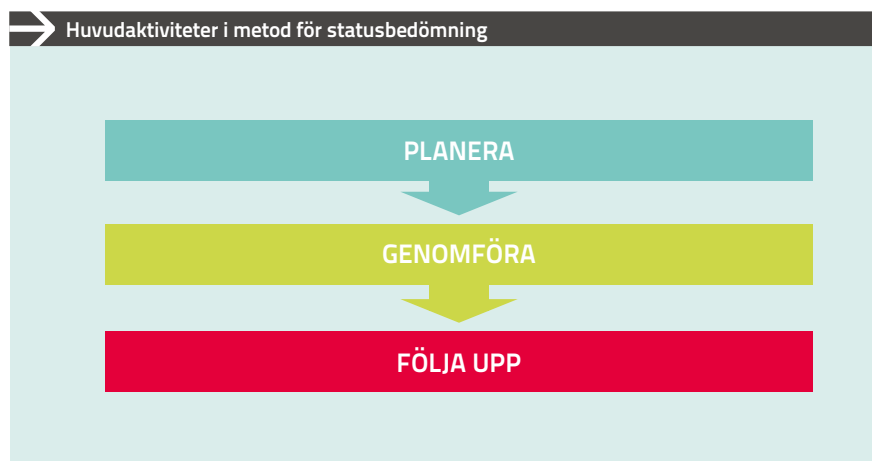 Huvudaktiviteter i metod för statusbedömning
PLANERA
GENOMFÖRA
FÖLJA UPP